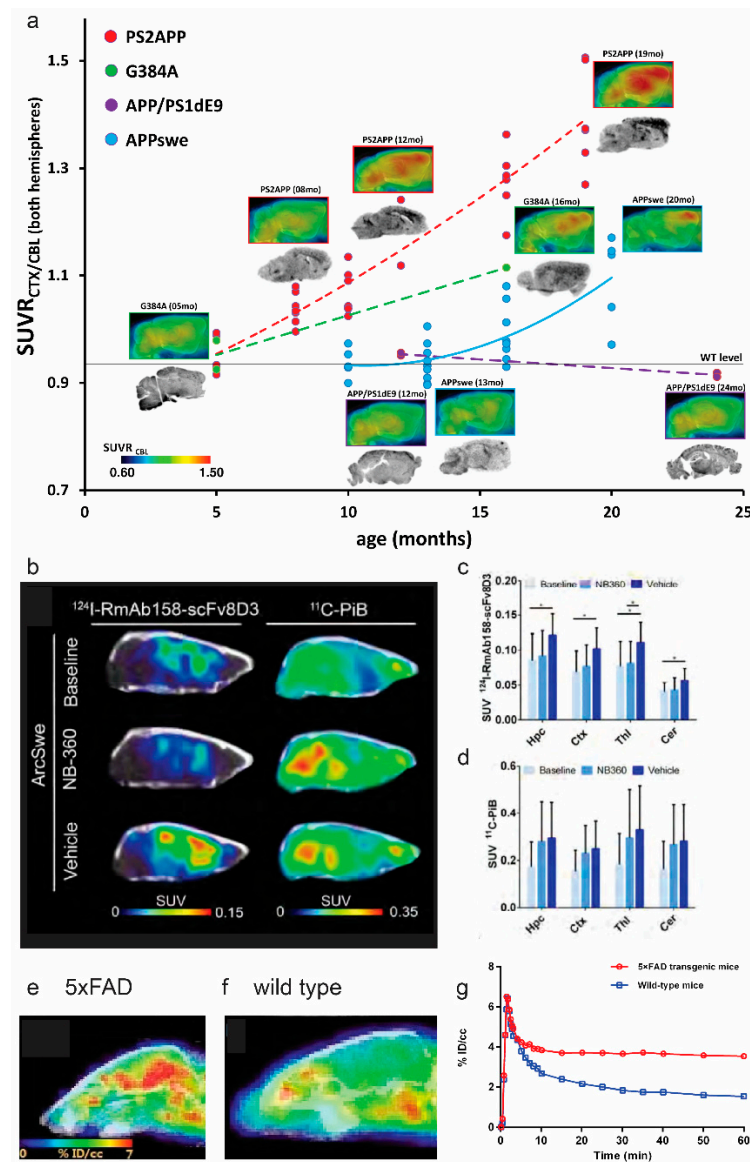 a
PS2APP
G384A
APP/PS1dE9
APPswe
SUVR CTX/CBL (both hemispheres)
1.5
1.3
1.1
0.9
0.7
PS2APP (19mo)
PS2APP (12mo)
PS2APP (08mo)
G384A (16mo)
APPswe (20mo)
G384A (05mo)
WT level
APP/PS1dE9 (12mo)
APPswe (13mo)
APP/PS1dE9 (24mo)
SUVR CBL
0.60 1.50
0 5 10 15 20 25
age (months)
b
¹²⁴I-RmAb158-scFv8D3 ¹¹C-PiB
ArcSwe
Baseline
NB-360
Vehicle
SUV SUV
0 0.15 0 0.35
c
Baseline NB360 Vehicle
SUV ¹²⁴I-RmAb158-scFv8D3
0.20
0.15
0.10
0.05
0.00
* * * * *
Hpc Ctx Thl Cer
d
Baseline NB360 Vehicle
SUV ¹¹C-PiB
0.6
0.4
0.2
0.0
Hpc Ctx Thl Cer
e 5xFAD
0 % ID/cc 7
f wild type
g
5×FAD transgenic mice
Wild-type mice
% ID/cc
8
6
4
2
0
0 10 20 30 40 50 60
Time (min)